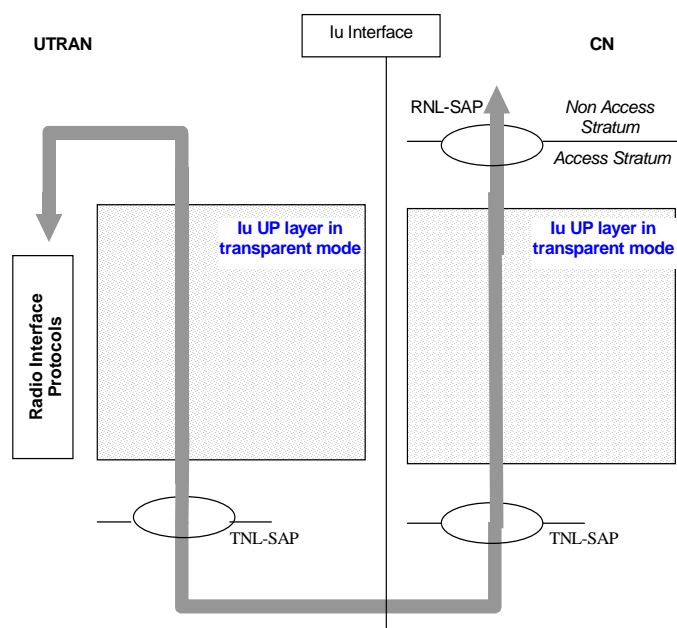 Iu Interface
UTRAN
CN
RNL-SAP
Non Access
Stratum
Access Stratum
Iu UP layer in
transparent mode
Iu UP layer in
transparent mode
Radio Interface
Protocols
TNL-SAP
TNL-SAP